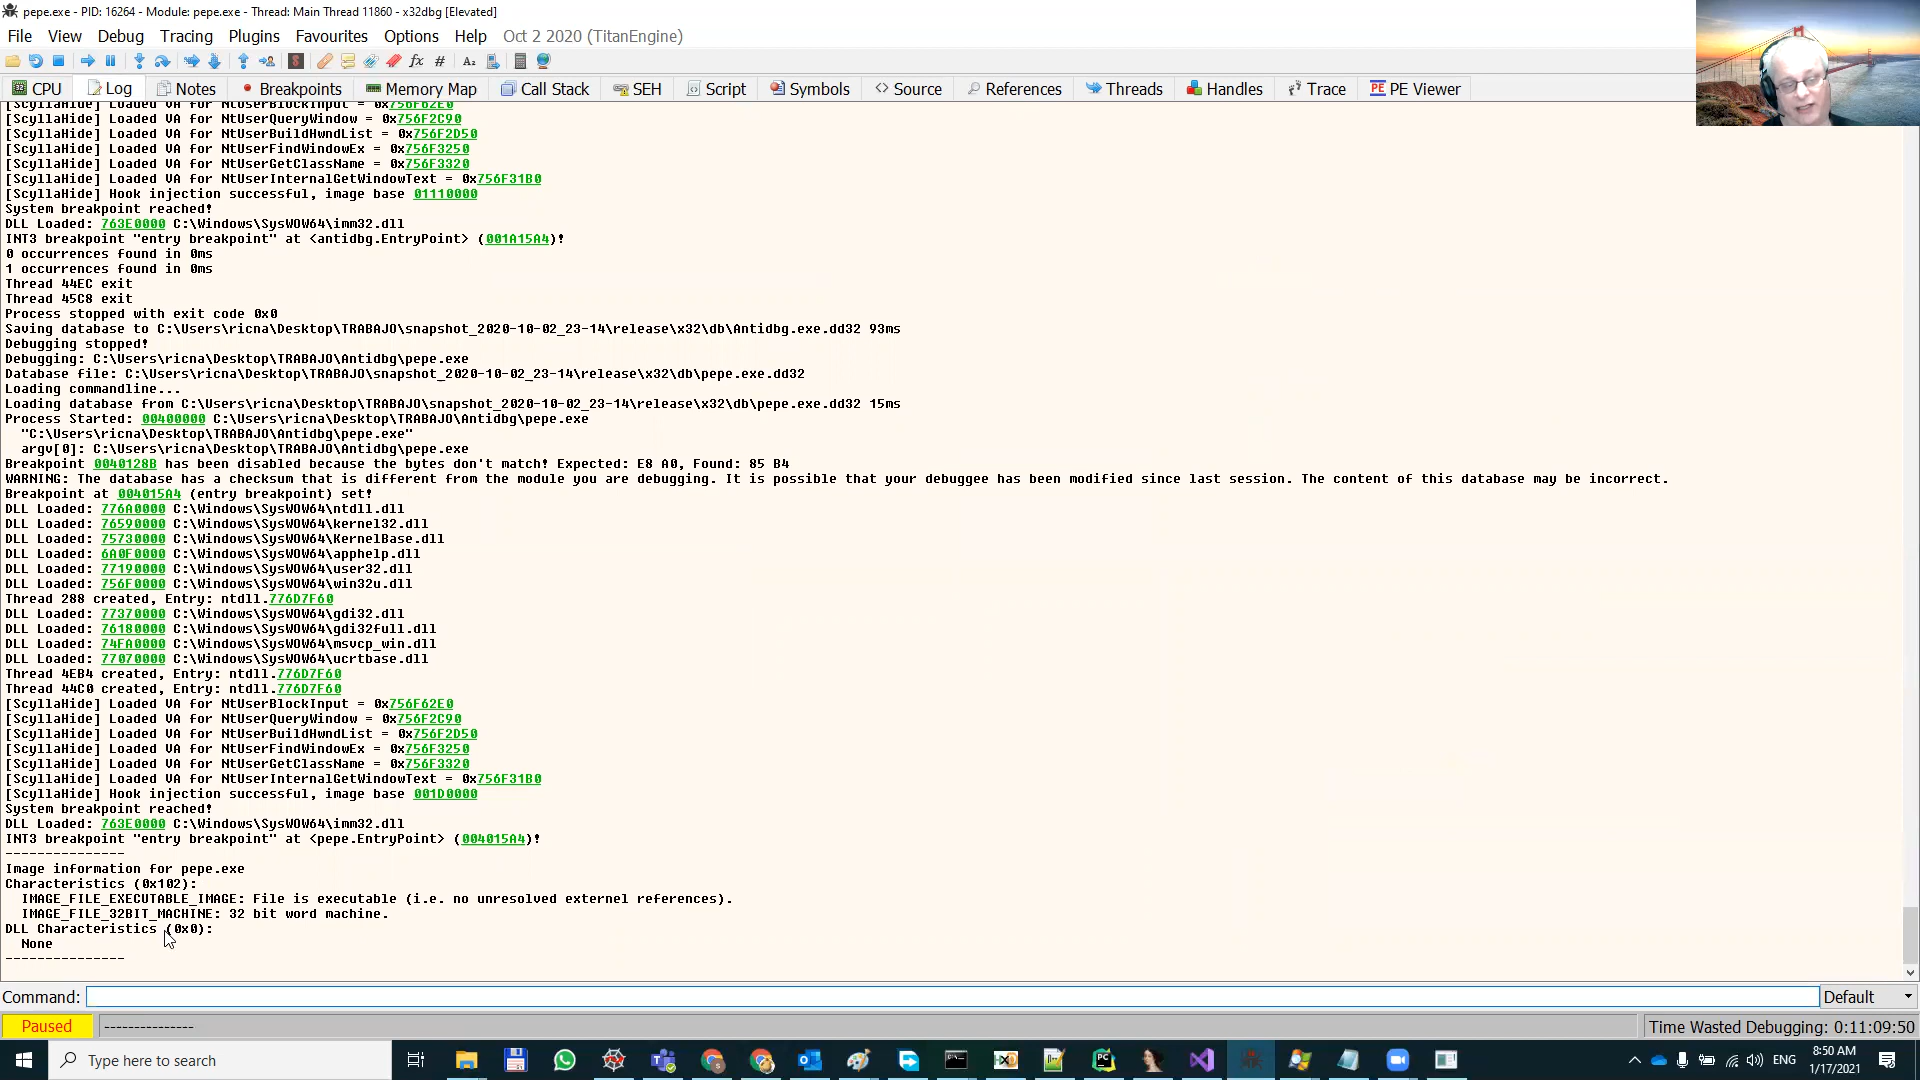 pepe.exe - PID: 16264 - Module: pepe.exe - Thread: Main Thread 11860 - x32dbg [Elevated]
File View Debug Tracing Plugins Favourites Options Help Oct 2 2020 (TitanEngine)
CPU Log Notes Breakpoints Memory Map Call Stack SEH Script Symbols Source References Threads Handles Trace PE Viewer
[ScyllaHide] Loaded VA for NtUserBlockInput = 0x756F62E0
[ScyllaHide] Loaded VA for NtUserQueryWindow = 0x756F2C90
[ScyllaHide] Loaded VA for NtUserBuildHwndList = 0x756F2D50
[ScyllaHide] Loaded VA for NtUserFindWindowEx = 0x756F3250
[ScyllaHide] Loaded VA for NtUserGetClassName = 0x756F3320
[ScyllaHide] Loaded VA for NtUserInternalGetWindowText = 0x756F31B0
[ScyllaHide] Hook injection successful, image base 01110000
System breakpoint reached!
DLL Loaded: 763E0000 C:\Windows\SysWOW64\imm32.dll
INT3 breakpoint "entry breakpoint" at <antidbg.EntryPoint> (001A15A4)!
0 occurrences found in 0ms
1 occurrences found in 0ms
Thread 44EC exit
Thread 45C8 exit
Process stopped with exit code 0x0
Saving database to C:\Users\ricna\Desktop\TRABAJO\snapshot_2020-10-02_23-14\release\x32\db\Antidbg.exe.dd32 93ms
Debugging stopped!
Debugging: C:\Users\ricna\Desktop\TRABAJO\Antidbg\pepe.exe
Database file: C:\Users\ricna\Desktop\TRABAJO\snapshot_2020-10-02_23-14\release\x32\db\pepe.exe.dd32
Loading commandline...
Loading database from C:\Users\ricna\Desktop\TRABAJO\snapshot_2020-10-02_23-14\release\x32\db\pepe.exe.dd32 15ms
Process Started: 00400000 C:\Users\ricna\Desktop\TRABAJO\Antidbg\pepe.exe
"C:\Users\ricna\Desktop\TRABAJO\Antidbg\pepe.exe"
argv[0]: C:\Users\ricna\Desktop\TRABAJO\Antidbg\pepe.exe
Breakpoint 0040128B has been disabled because the bytes don't match! Expected: E8 A0, Found: 85 B4
WARNING: The database has a checksum that is different from the module you are debugging. It is possible that your debuggee has been modified since last session. The content of this database may be incorrect.
Breakpoint at 004015A4 (entry breakpoint) set!
DLL Loaded: 776A0000 C:\Windows\SysWOW64\ntdll.dll
DLL Loaded: 76590000 C:\Windows\SysWOW64\kernel32.dll
DLL Loaded: 75730000 C:\Windows\SysWOW64\KernelBase.dll
DLL Loaded: 6A0F0000 C:\Windows\SysWOW64\apphelp.dll
DLL Loaded: 77190000 C:\Windows\SysWOW64\user32.dll
DLL Loaded: 756F0000 C:\Windows\SysWOW64\win32u.dll
Thread 288 created, Entry: ntdll.776D7F60
DLL Loaded: 77370000 C:\Windows\SysWOW64\gdi32.dll
DLL Loaded: 76180000 C:\Windows\SysWOW64\gdi32full.dll
DLL Loaded: 74FA0000 C:\Windows\SysWOW64\msvcp_win.dll
DLL Loaded: 77070000 C:\Windows\SysWOW64\ucrtbase.dll
Thread 4EB4 created, Entry: ntdll.776D7F60
Thread 44C0 created, Entry: ntdll.776D7F60
[ScyllaHide] Loaded VA for NtUserBlockInput = 0x756F62E0
[ScyllaHide] Loaded VA for NtUserQueryWindow = 0x756F2C90
[ScyllaHide] Loaded VA for NtUserBuildHwndList = 0x756F2D50
[ScyllaHide] Loaded VA for NtUserFindWindowEx = 0x756F3250
[ScyllaHide] Loaded VA for NtUserGetClassName = 0x756F3320
[ScyllaHide] Loaded VA for NtUserInternalGetWindowText = 0x756F31B0
[ScyllaHide] Hook injection successful, image base 001D0000
System breakpoint reached!
DLL Loaded: 763E0000 C:\Windows\SysWOW64\imm32.dll
INT3 breakpoint "entry breakpoint" at <pepe.EntryPoint> (004015A4)!
---------------
Image information for pepe.exe
Characteristics (0x102):
IMAGE_FILE_EXECUTABLE_IMAGE: File is executable (i.e. no unresolved externel references).
IMAGE_FILE_32BIT_MACHINE: 32 bit word machine.
DLL Characteristics (0x0):
None
---------------
Command: Default
Paused --------------- Time Wasted Debugging: 0:11:09:50
Type here to search ENG 8:50 AM
1/17/2021